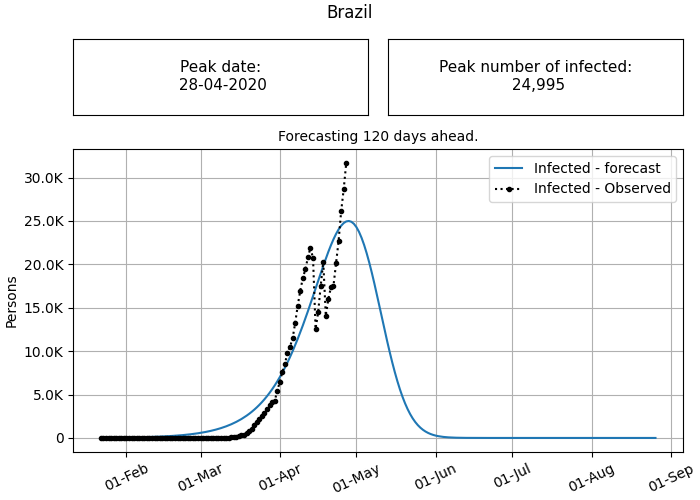 Brazil
Peak date:
28-04-2020
Peak number of infected:
24,995
Forecasting 120 days ahead.
Infected - forecast
Infected - Observed
Persons
30.0K
25.0K
20.0K
15.0K
10.0K
5.0K
0
01-Feb
01-Mar
01-Apr
01-May
01-Jun
01-Jul
01-Aug
01-Sep